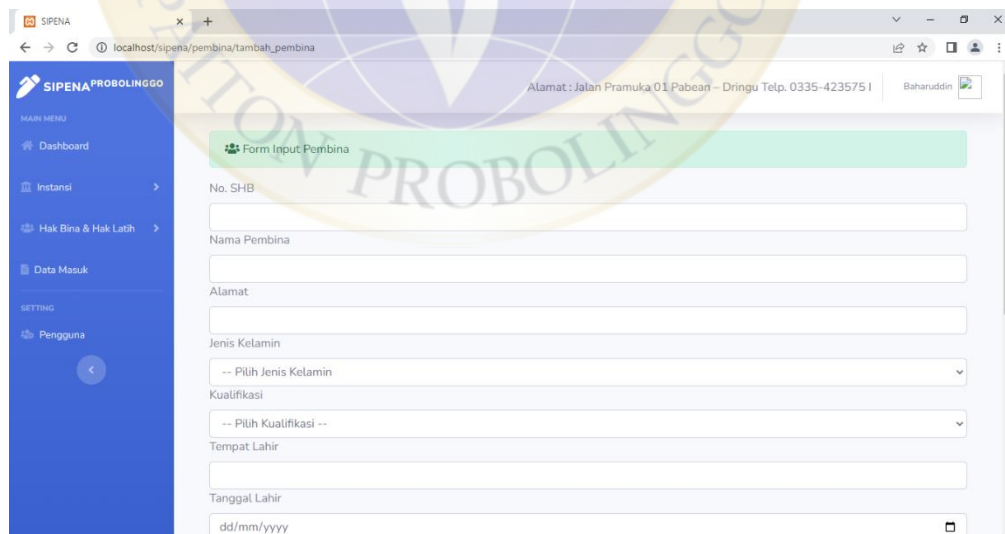 SIPENA
localhost/sipena/pembina/tambah_pembina
SIPENA PROBOLINGGO
Alamat : Jalan Pramuka 01 Pabean – Dringu Telp. 0335-423575 I
Baharuddin
MAIN MENU
Dashboard
Instansi
Hak Bina & Hak Latih
Data Masuk
SETTING
Pengguna
PAITON PROBOLINGGO
Form Input Pembina
No. SHB
Nama Pembina
Alamat
Jenis Kelamin
-- Pilih Jenis Kelamin
Kualifikasi
-- Pilih Kualifikasi --
Tempat Lahir
Tanggal Lahir
dd/mm/yyyy